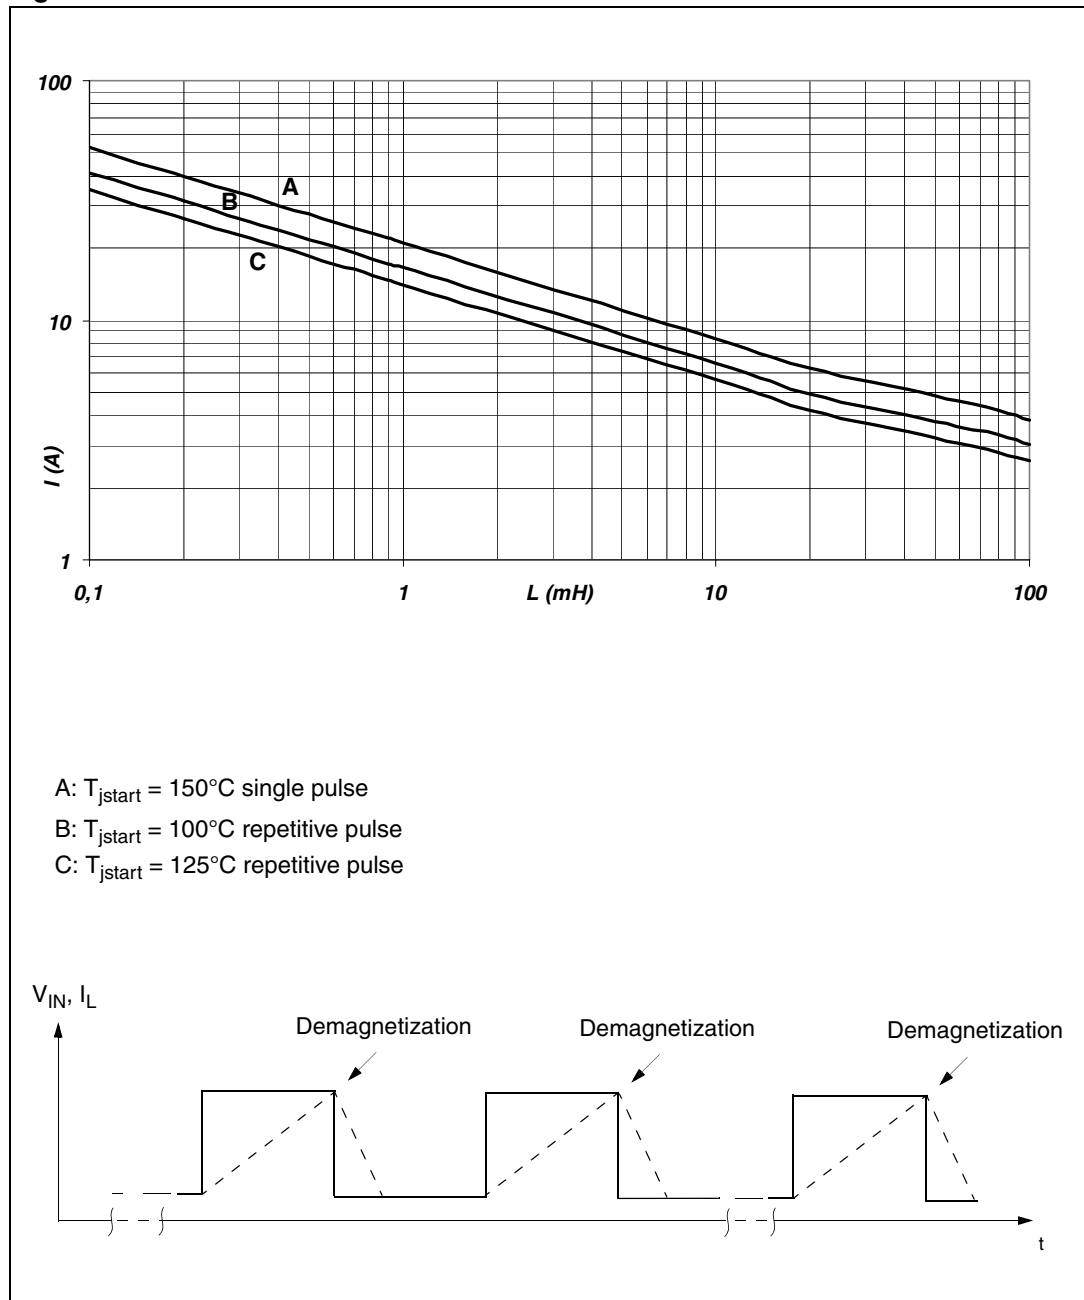 100
A
B
C
10
I (A)
1
0,1 1 L (mH) 10 100
A: Tjstart = 150°C single pulse
B: Tjstart = 100°C repetitive pulse
C: Tjstart = 125°C repetitive pulse
VIN, IL
Demagnetization Demagnetization Demagnetization
t